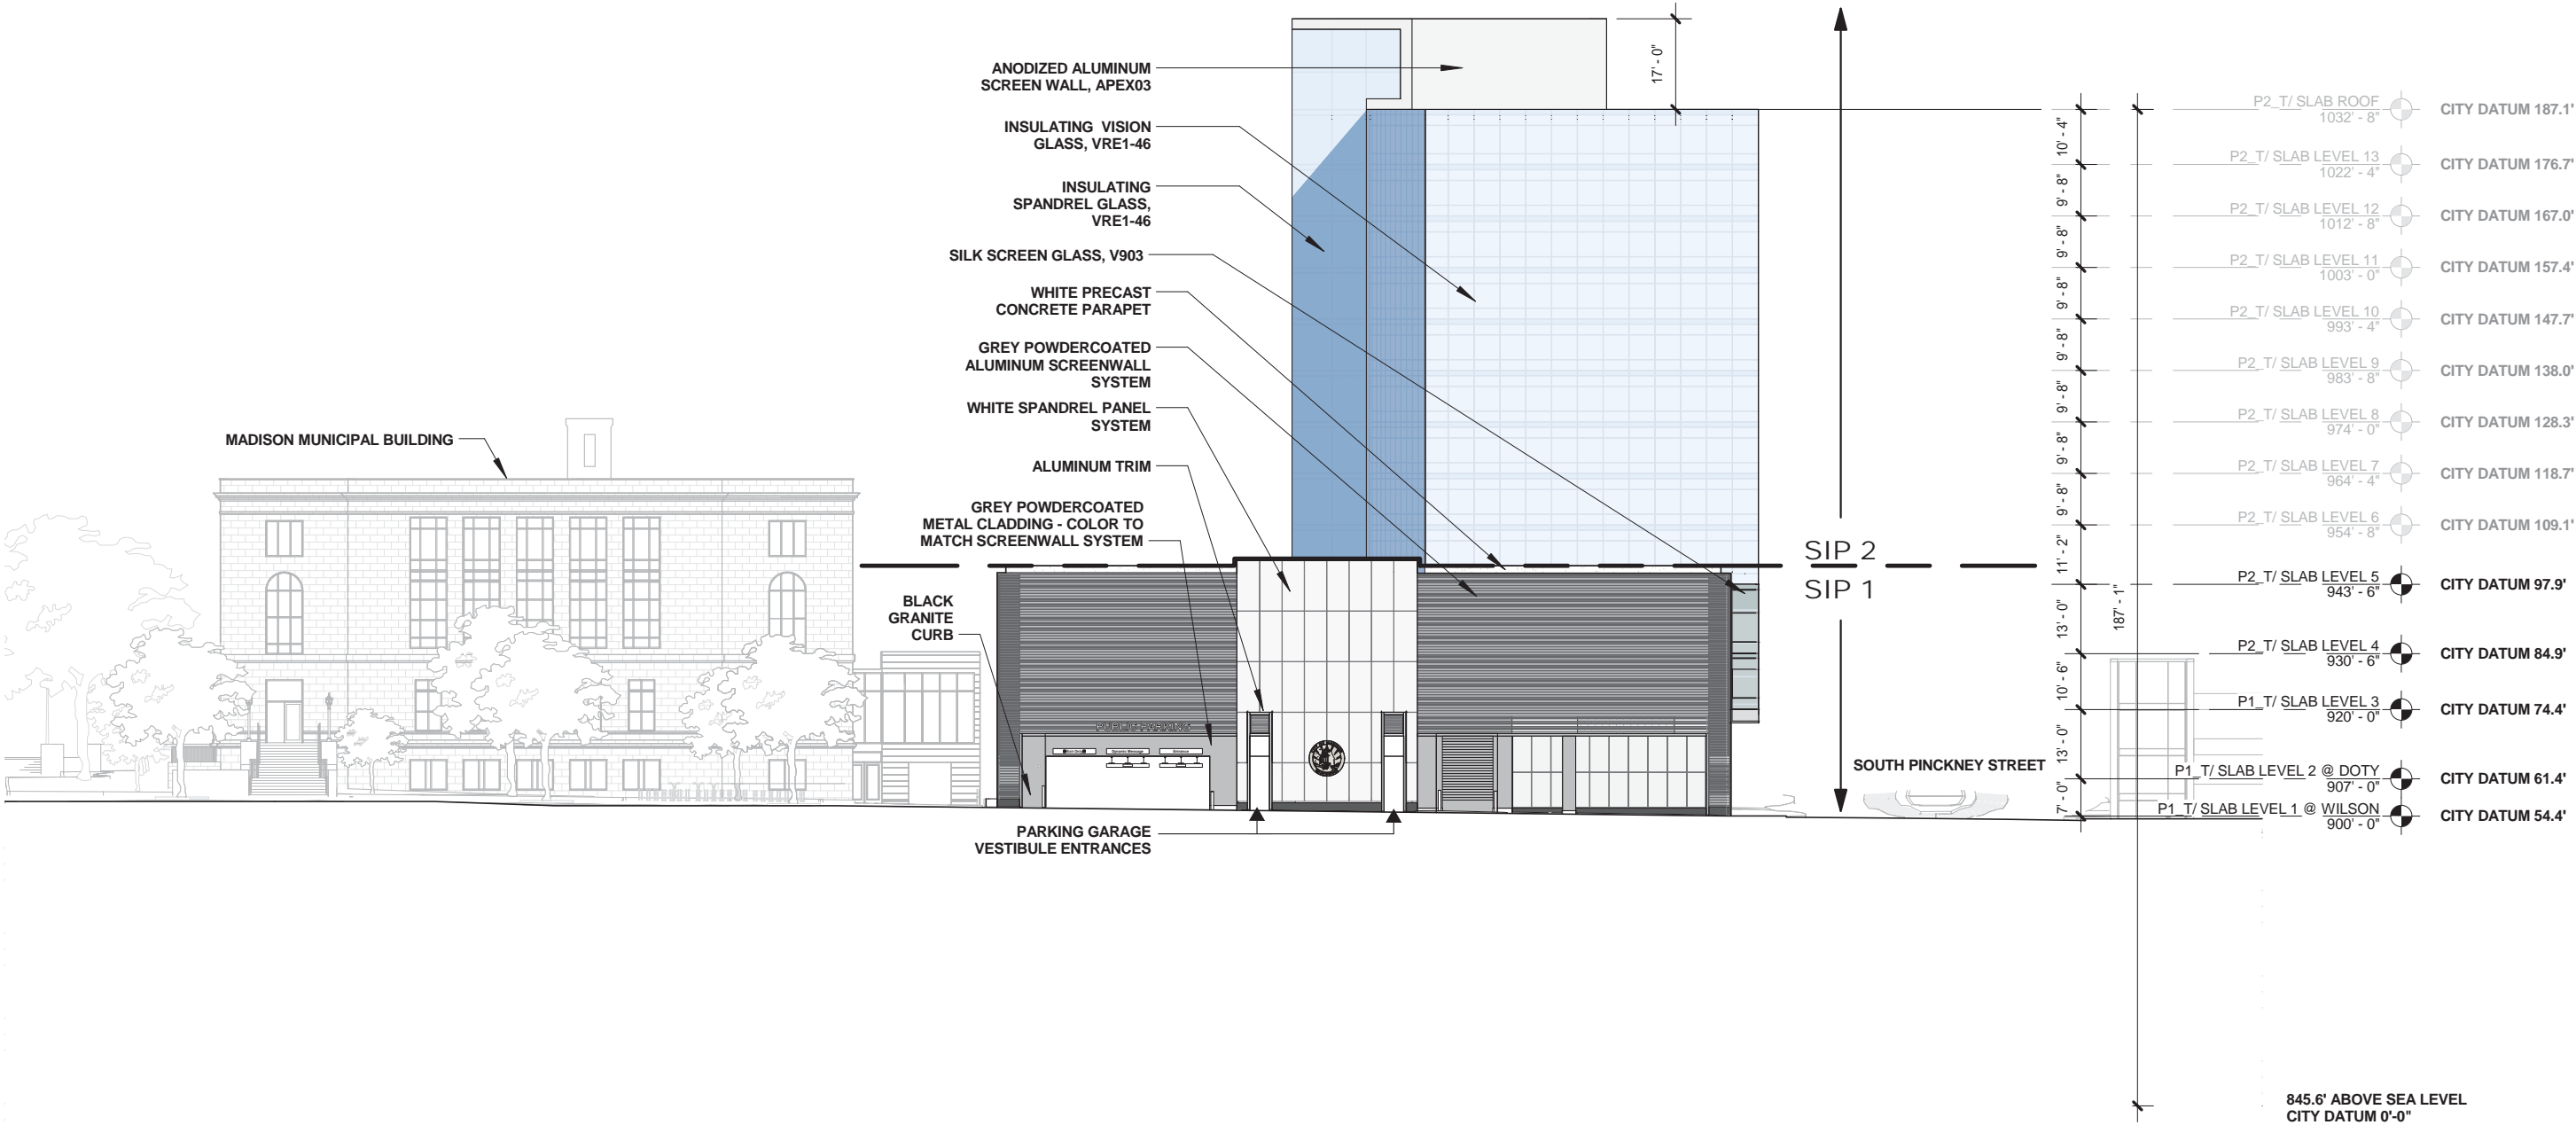 ANODIZED ALUMINUM
SCREEN WALL, APEX03
INSULATING VISION
GLASS, VRE1-46
INSULATING
SPANDREL GLASS,
VRE1-46
SILK SCREEN GLASS, V903
WHITE PRECAST
CONCRETE PARAPET
GREY POWDERCOATED
ALUMINUM SCREENWALL
SYSTEM
WHITE SPANDREL PANEL
SYSTEM
MADISON MUNICIPAL BUILDING
ALUMINUM TRIM
GREY POWDERCOATED
METAL CLADDING - COLOR TO
MATCH SCREENWALL SYSTEM
BLACK
GRANITE
CURB
PUBLIC PARKING
Dynamic Message
Entrance
PARKING GARAGE
VESTIBULE ENTRANCES
17' - 0"
SIP 2
SIP 1
SOUTH PINCKNEY STREET
10' - 4"
9' - 8"
9' - 8"
9' - 8"
9' - 8"
9' - 8"
9' - 8"
9' - 8"
11' - 2"
13' - 0"
10' - 6"
13' - 0"
7' - 0"
187' - 1"
P2_T/ SLAB ROOF
1032' - 8"
CITY DATUM 187.1'
P2_T/ SLAB LEVEL 13
1022' - 4"
CITY DATUM 176.7'
P2_T/ SLAB LEVEL 12
1012' - 8"
CITY DATUM 167.0'
P2_T/ SLAB LEVEL 11
1003' - 0"
CITY DATUM 157.4'
P2_T/ SLAB LEVEL 10
993' - 4"
CITY DATUM 147.7'
P2_T/ SLAB LEVEL 9
983' - 8"
CITY DATUM 138.0'
P2_T/ SLAB LEVEL 8
974' - 0"
CITY DATUM 128.3'
P2_T/ SLAB LEVEL 7
964' - 4"
CITY DATUM 118.7'
P2_T/ SLAB LEVEL 6
954' - 8"
CITY DATUM 109.1'
P2_T/ SLAB LEVEL 5
943' - 6"
CITY DATUM 97.9'
P2_T/ SLAB LEVEL 4
930' - 6"
CITY DATUM 84.9'
P1_T/ SLAB LEVEL 3
920' - 0"
CITY DATUM 74.4'
P1_T/ SLAB LEVEL 2 @ DOTY
907' - 0"
CITY DATUM 61.4'
P1_T/ SLAB LEVEL 1 @ WILSON
900' - 0"
CITY DATUM 54.4'
845.6' ABOVE SEA LEVEL
CITY DATUM 0'-0"